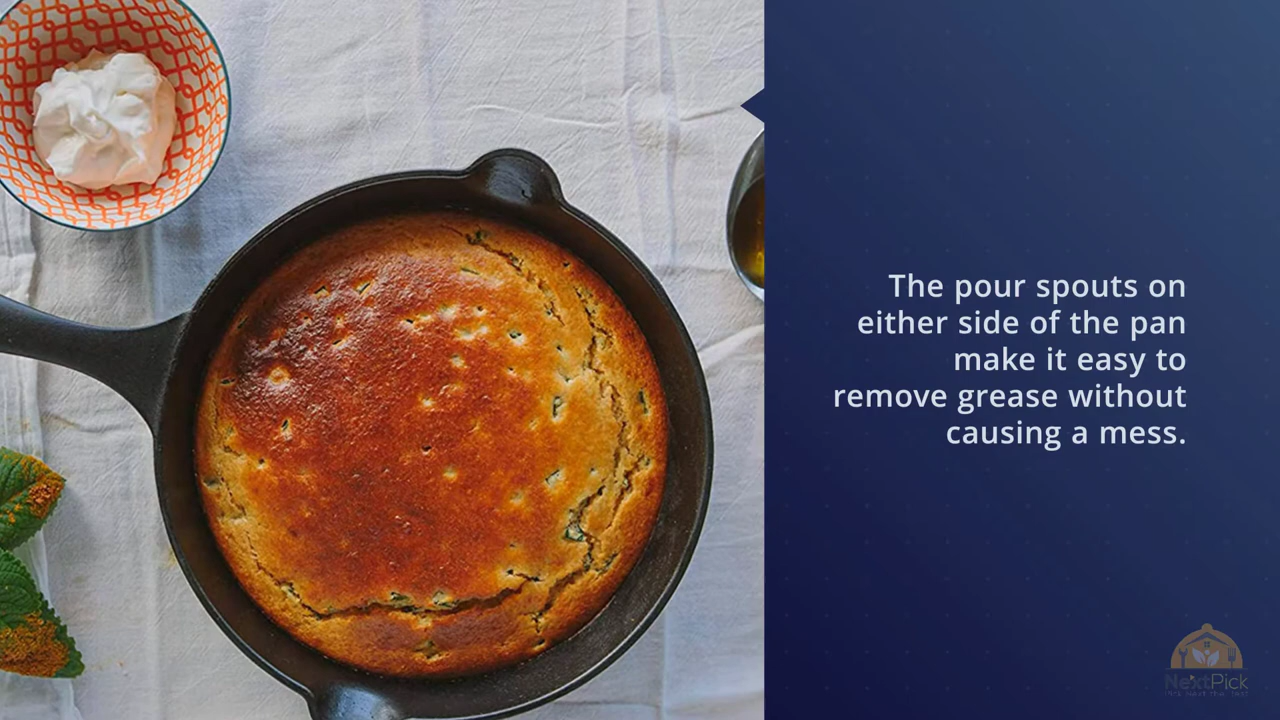 The pour spouts on
either side of the pan
make it easy to
remove grease without
causing a mess.
NextPick